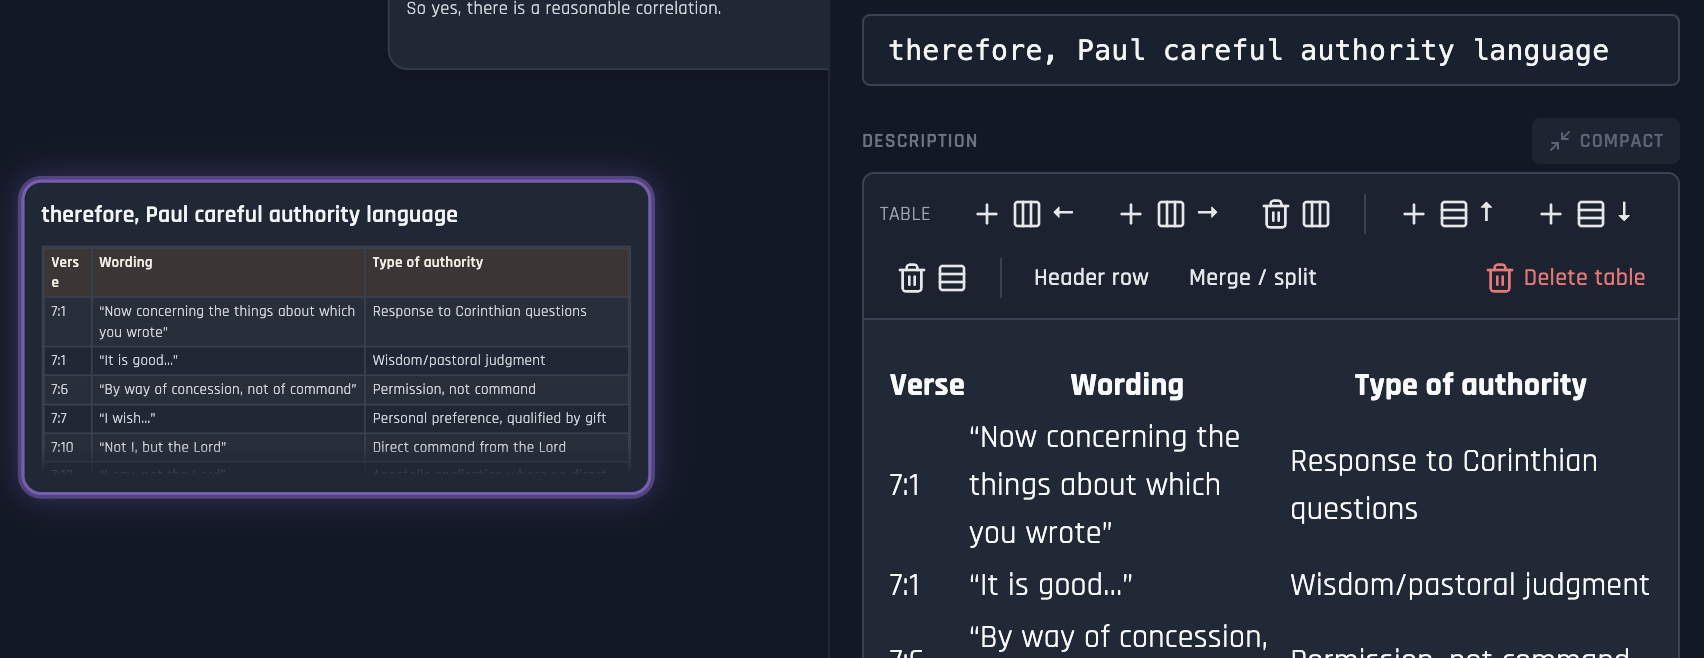 So yes, there is a reasonable correlation.
therefore, Paul careful authority language
Verse Wording Type of authority
7:1 “Now concerning the things about which you wrote” Response to Corinthian questions
7:1 “It is good…” Wisdom/pastoral judgment
7:6 “By way of concession, not of command” Permission, not command
7:7 “I wish…” Personal preference, qualified by gift
7:10 “Not I, but the Lord” Direct command from the Lord
therefore, Paul careful authority language
DESCRIPTION
COMPACT
TABLE
Header row
Merge / split
Delete table
Verse Wording Type of authority
7:1 “Now concerning the things about which you wrote” Response to Corinthian questions
7:1 “It is good…” Wisdom/pastoral judgment
“By way of concession,
Permission, not command